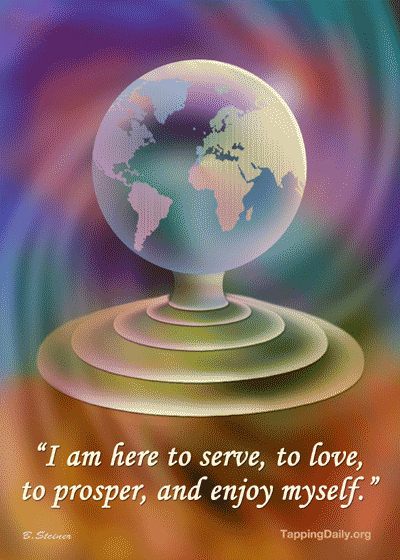 “I am here to serve, to love,
to prosper, and enjoy myself.”
B.Steiner
TappingDaily.org